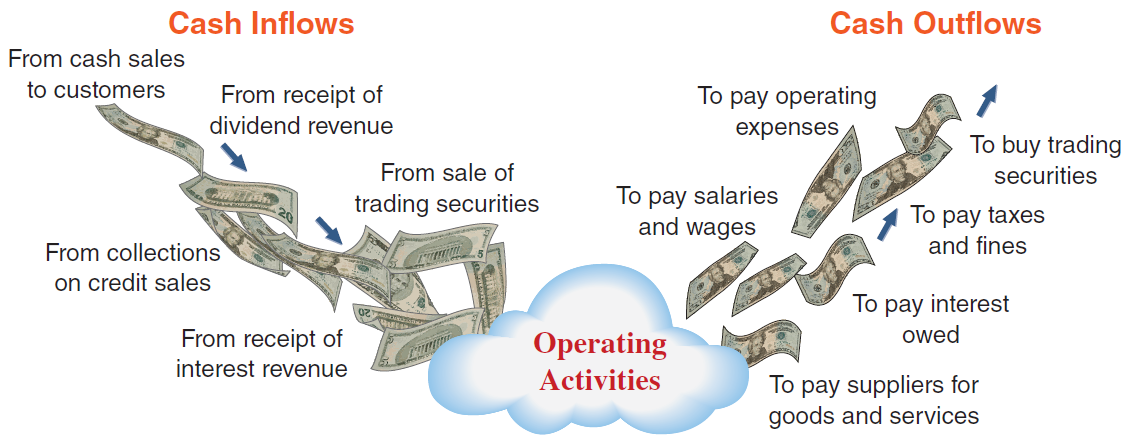 Cash Inflows
From cash sales
to customers
From receipt of
dividend revenue
From sale of
trading securities
From collections
on credit sales
From receipt of
interest revenue
20
5
20
Operating
Activities
Cash Outflows
To pay operating
expenses
To buy trading
securities
To pay salaries
and wages
To pay taxes
and fines
To pay interest
owed
To pay suppliers for
goods and services